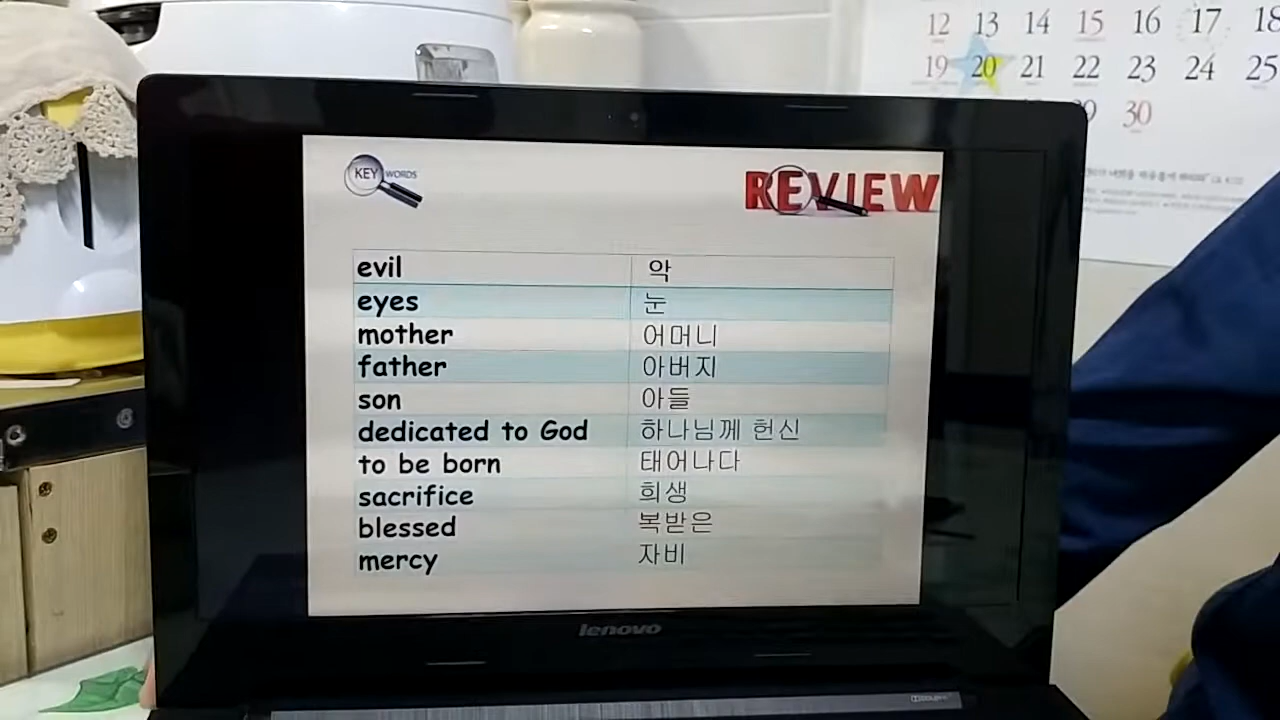 12 13 14 15 16 17 18
19 20 21 22 23 24 25
30
KEY WORDS
REVIEW
evil 악
eyes 눈
mother 어머니
father 아버지
son 아들
dedicated to God 하나님께 헌신
to be born 태어나다
sacrifice 희생
blessed 복받은
mercy 자비
lenovo